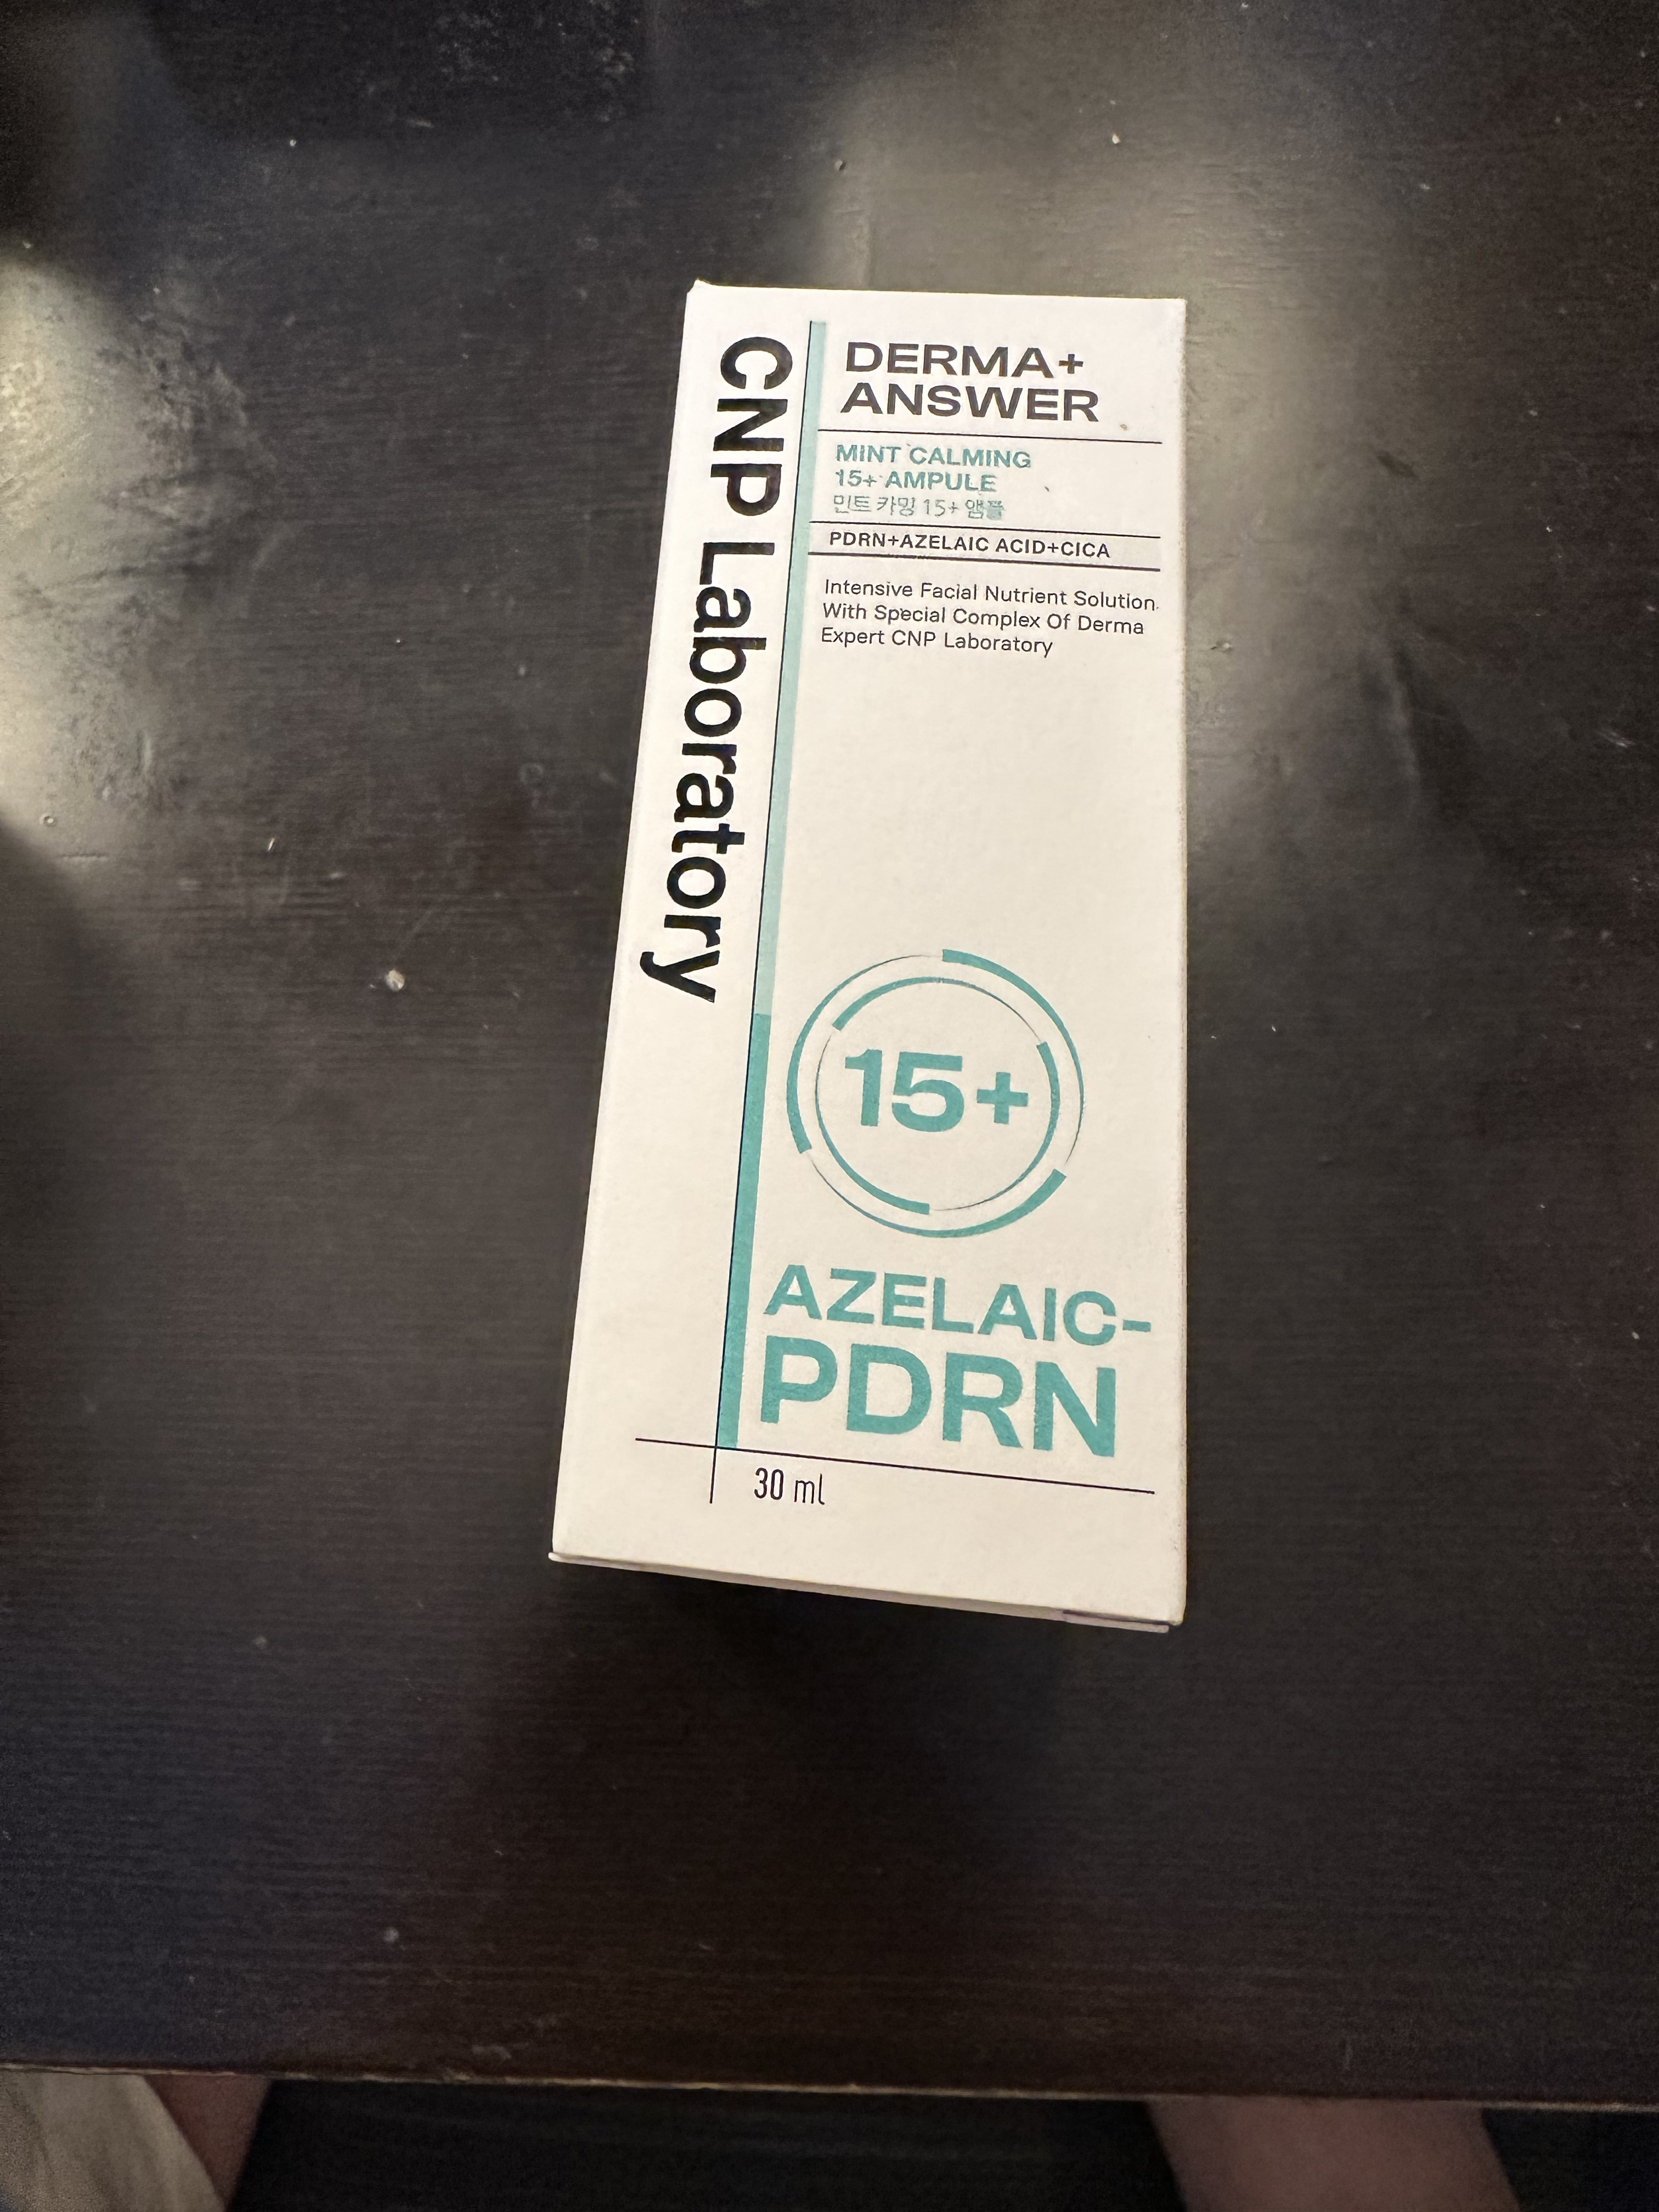 CNP Laboratory
DERMA+
ANSWER
MINT CALMING
15+ AMPULE
민트 카밍 15+ 앰플
PDRN+AZELAIC ACID+CICA
Intensive Facial Nutrient Solution
With Special Complex Of Derma
Expert CNP Laboratory
15+
AZELAIC-
PDRN
30 ml